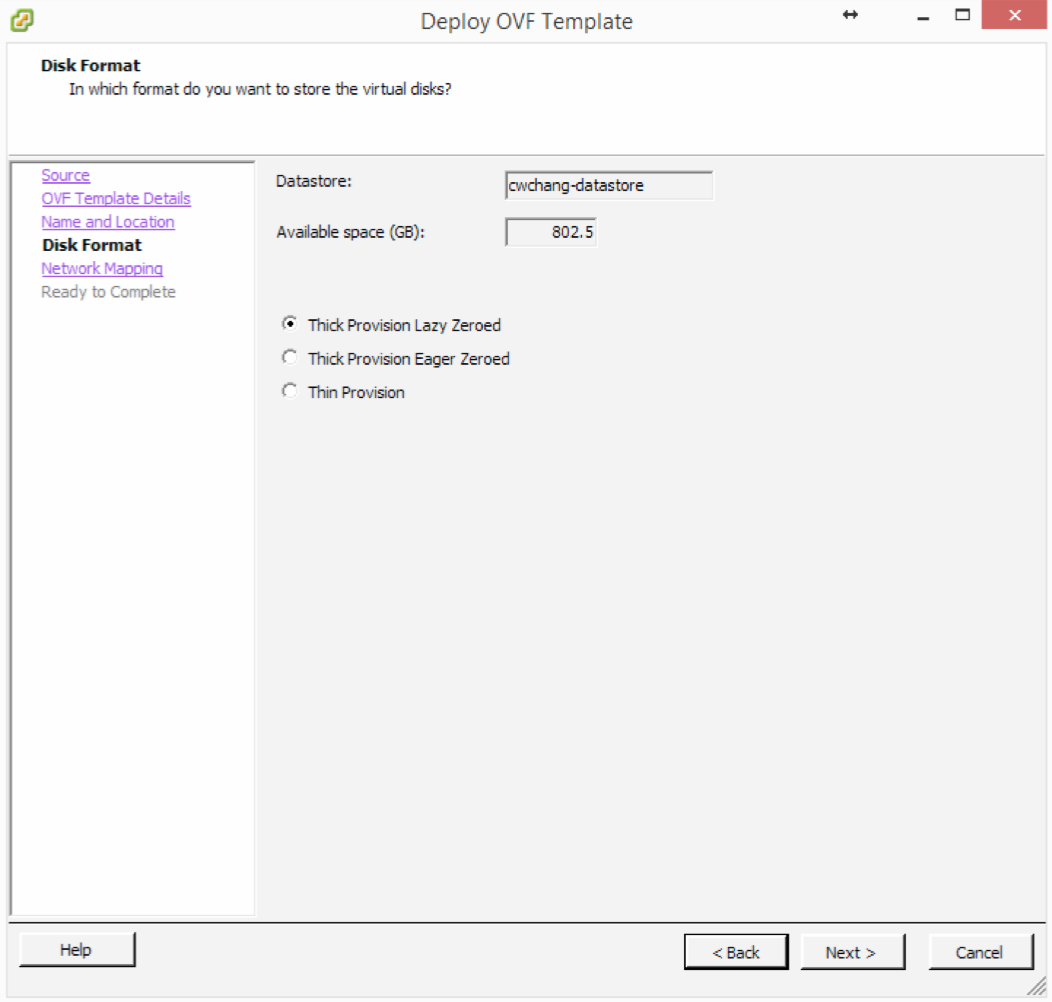 Deploy OVF Template
Disk Format
In which format do you want to store the virtual disks?
Source
OVF Template Details
Name and Location
Disk Format
Network Mapping
Ready to Complete
Datastore: cwchang-datastore
Available space (GB): 802.5
Thick Provision Lazy Zeroed
Thick Provision Eager Zeroed
Thin Provision
Help < Back Next > Cancel